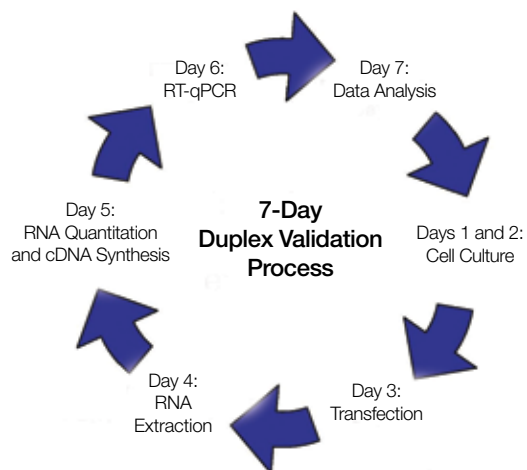 Day 6:
RT-qPCR
Day 7:
Data Analysis
Day 5:
RNA Quantitation
and cDNA Synthesis
7-Day
Duplex Validation
Process
Days 1 and 2:
Cell Culture
Day 4:
RNA
Extraction
Day 3:
Transfection